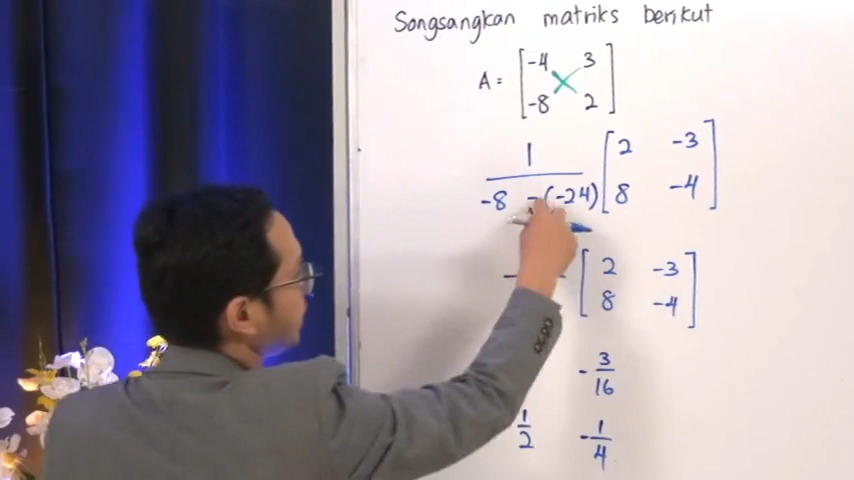 Songsangkan matriks berikut
A = [ -4 3
-8 2 ]
1
-8 -(-24) [ 2 -3
8 -4 ]
[ 2 -3
8 -4 ]
-3/16
1/2 -1/4